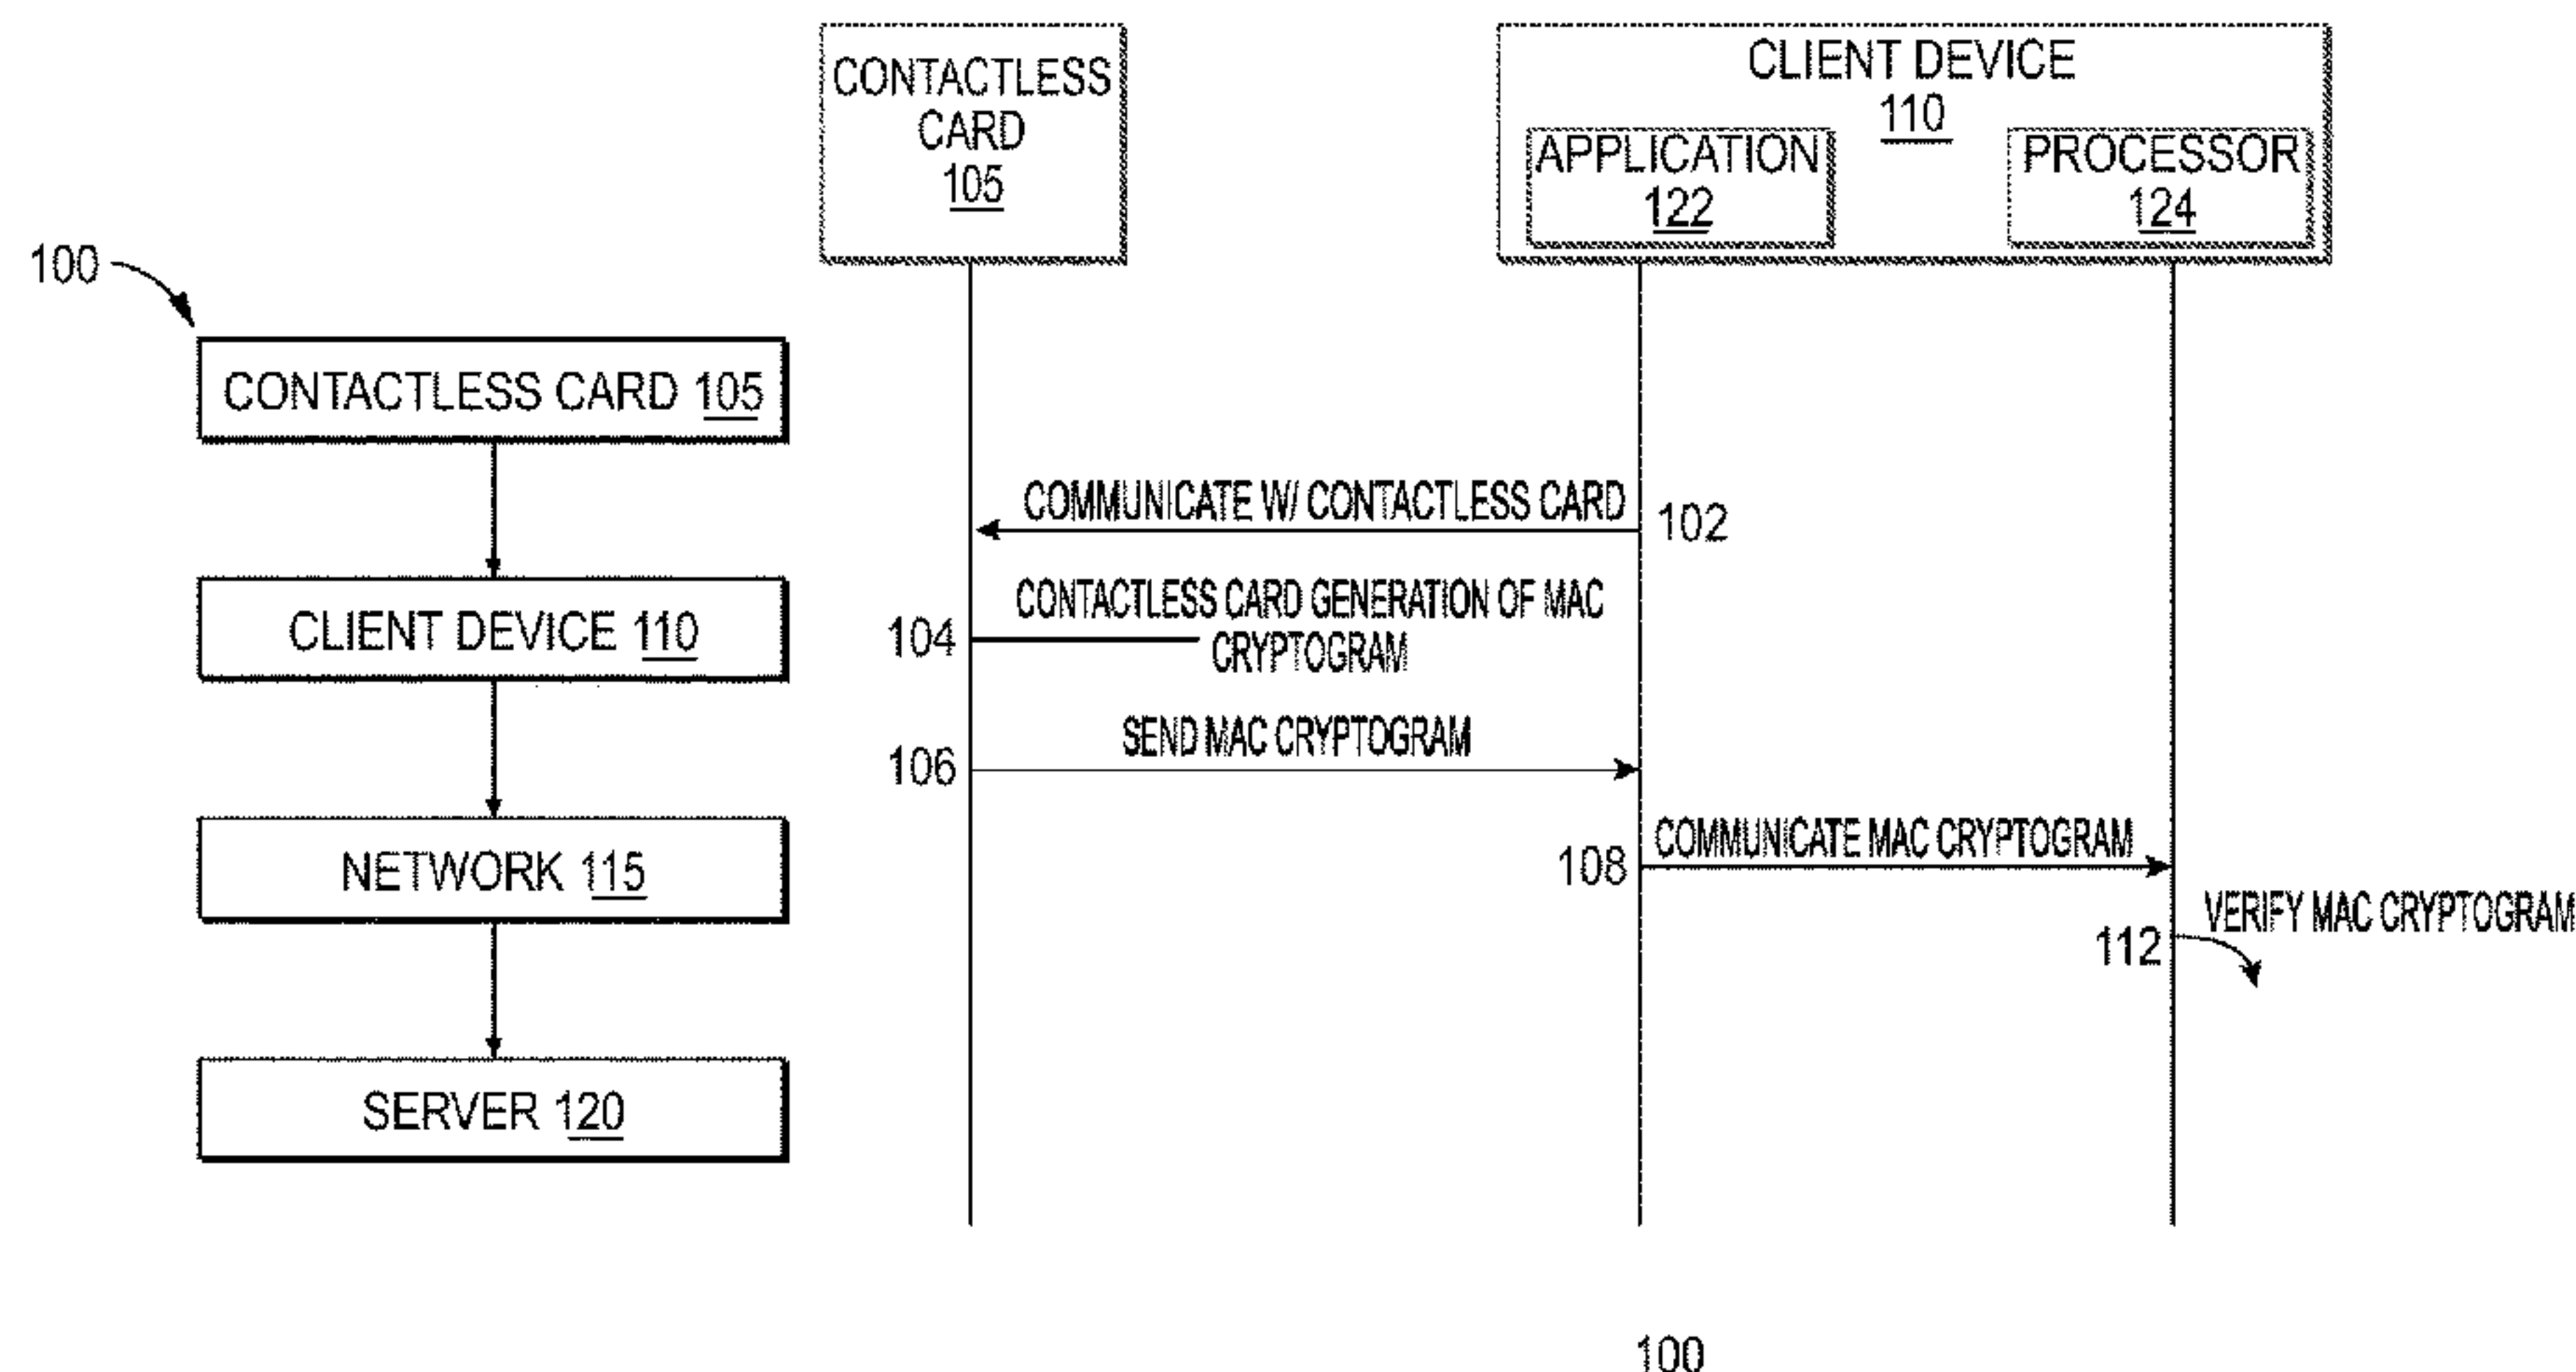 100
CONTACTLESS CARD 105
CLIENT DEVICE 110
NETWORK 115
SERVER 120
CONTACTLESS
CARD
105
CLIENT DEVICE
110
APPLICATION
122
PROCESSOR
124
COMMUNICATE W/ CONTACTLESS CARD
102
CONTACTLESS CARD GENERATION OF MAC
104
CRYPTOGRAM
SEND MAC CRYPTOGRAM
106
COMMUNICATE MAC CRYPTOGRAM
108
VERIFY MAC CRYPTOGRAM
112
100